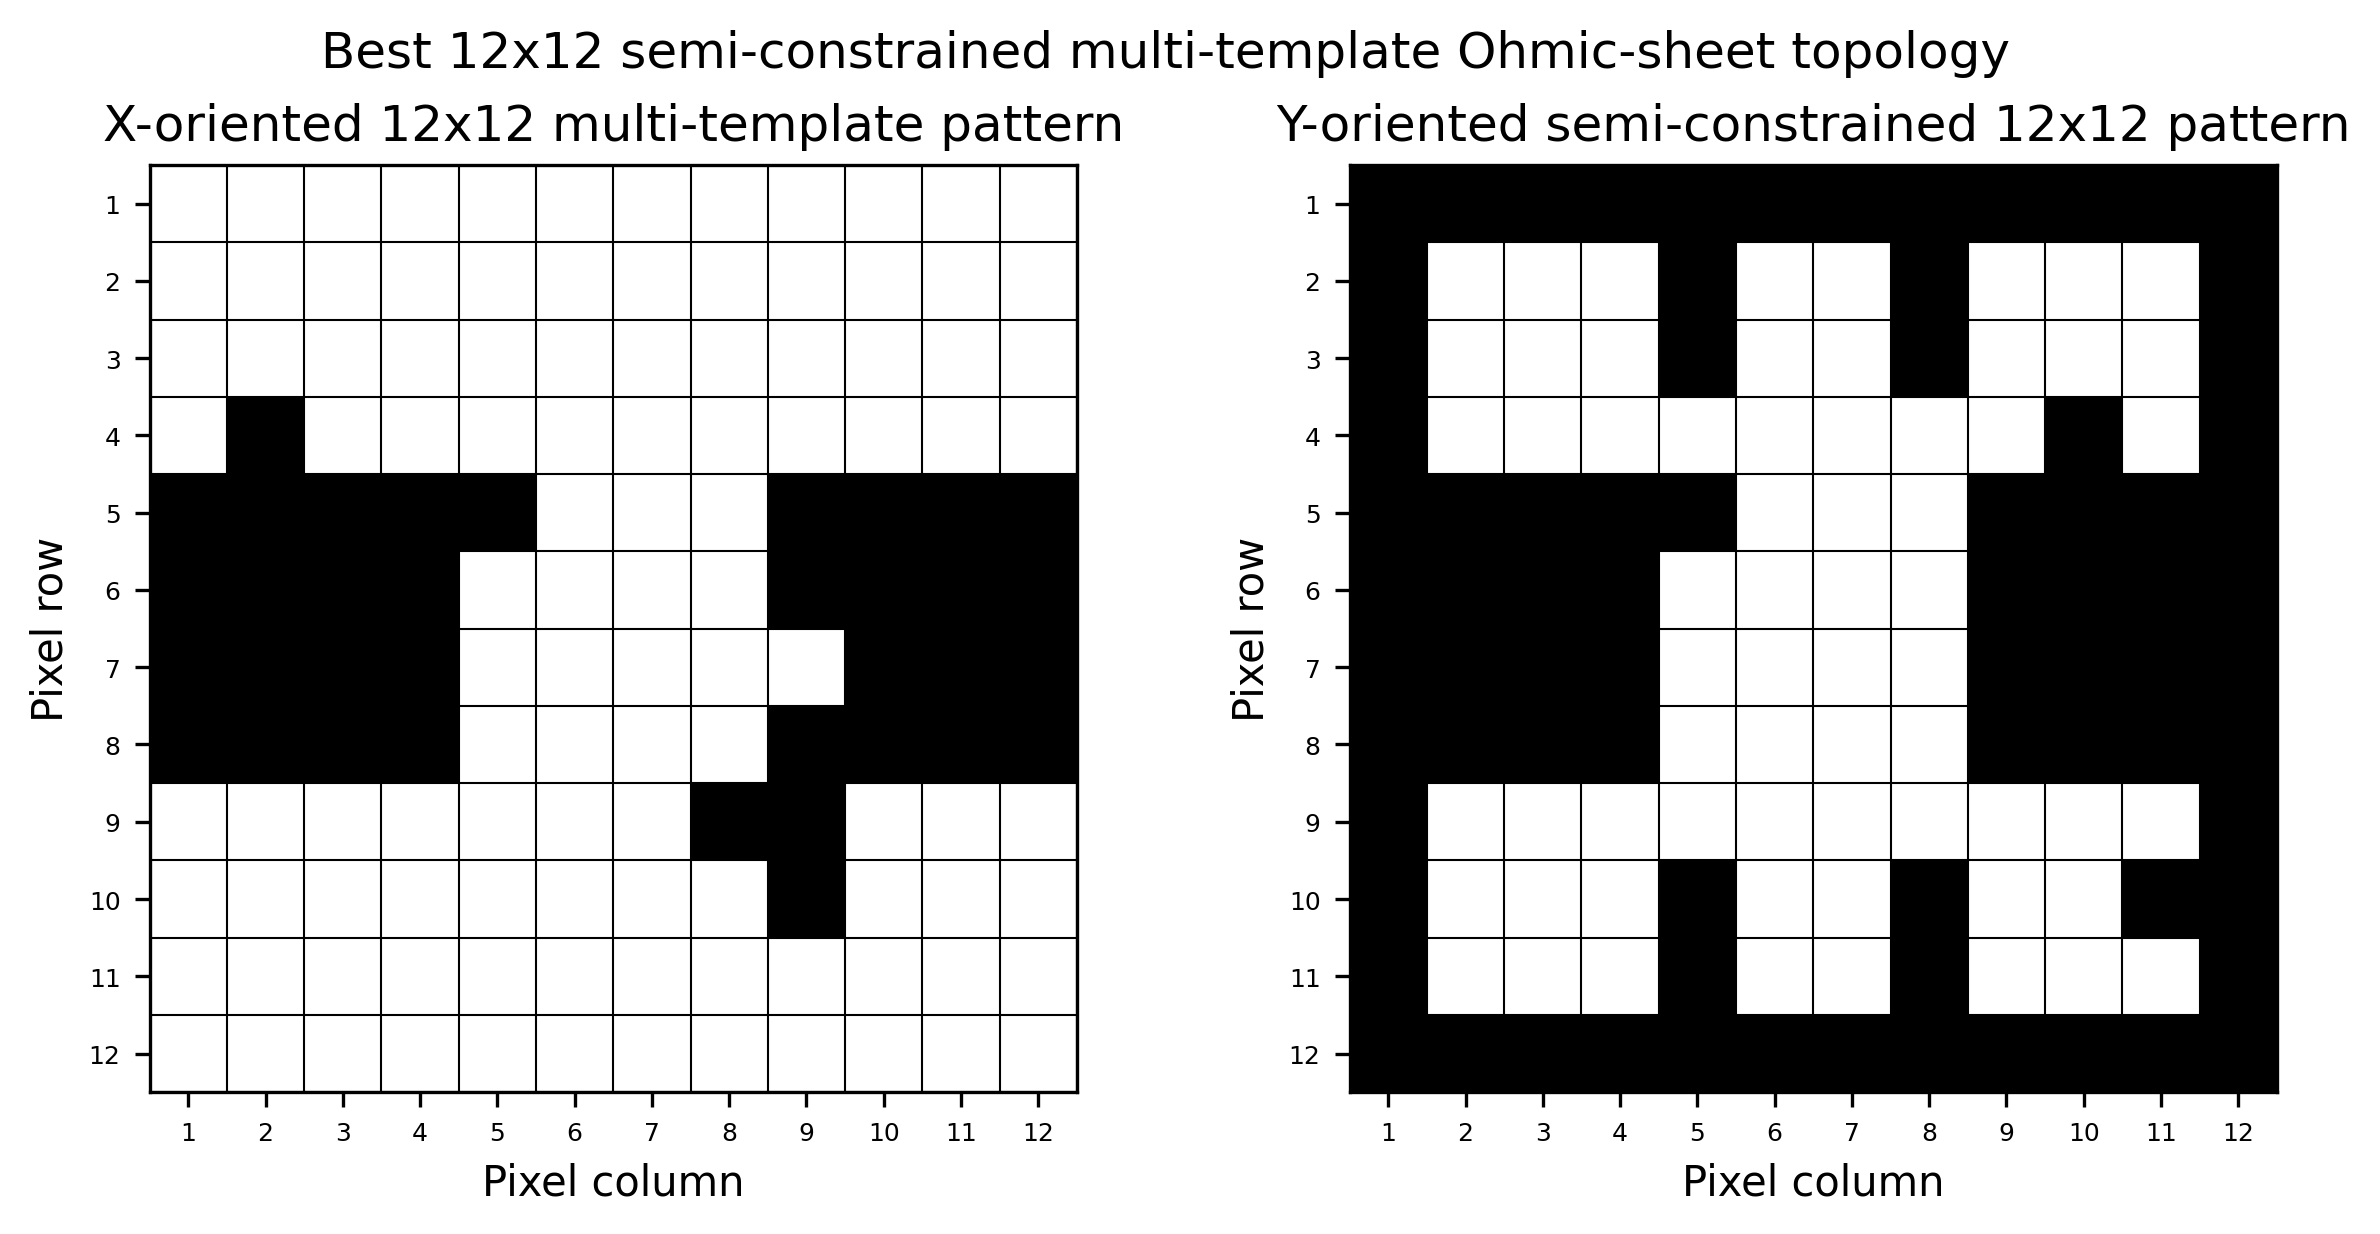 Best 12x12 semi-constrained multi-template Ohmic-sheet topology
X-oriented 12x12 multi-template pattern
Pixel row
1
2
3
4
5
6
7
8
9
10
11
12
1 2 3 4 5 6 7 8 9 10 11 12
Pixel column
Y-oriented semi-constrained 12x12 pattern
Pixel row
1
2
3
4
5
6
7
8
9
10
11
12
1 2 3 4 5 6 7 8 9 10 11 12
Pixel column